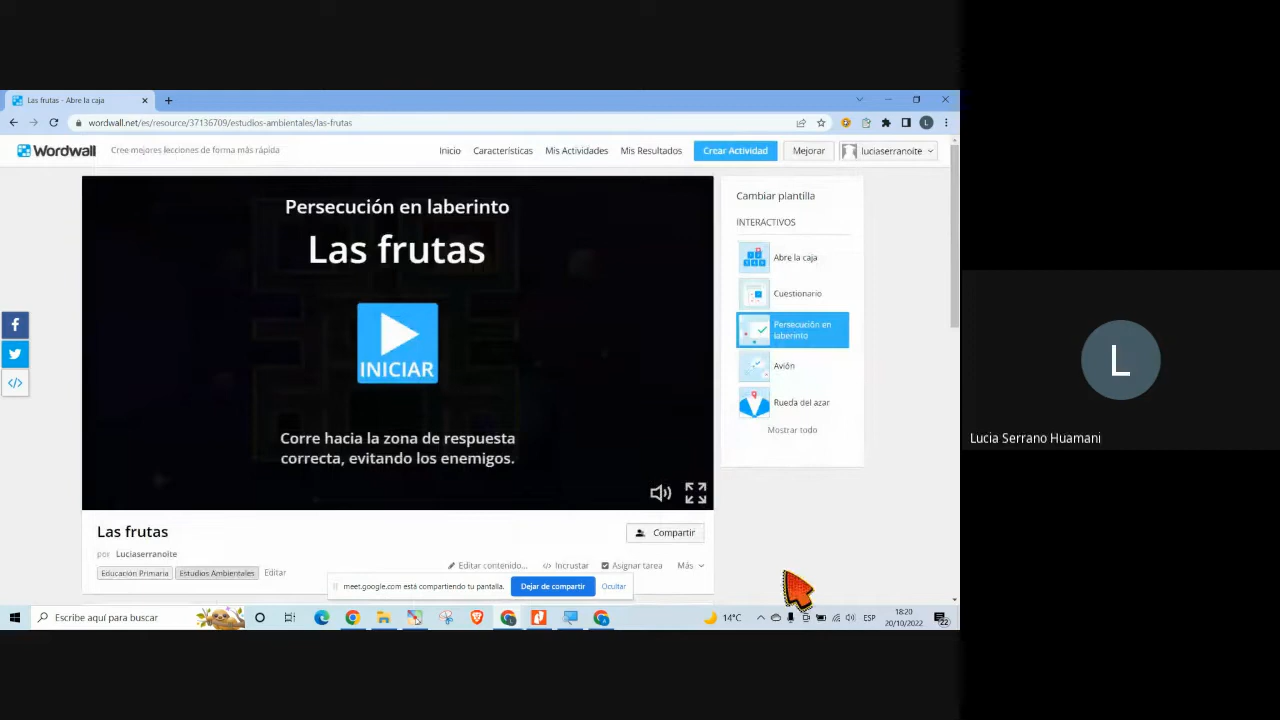 Las frutas - Abre la caja
wordwall.net/es/resource/37136709/estudios-ambientales/las-frutas
L
Wordwall
Cree mejores lecciones de forma más rápida
Inicio
Características
Mis Actividades
Mis Resultados
Crear Actividad
Mejorar
luciaserranoite
Persecución en laberinto
Las frutas
INICIAR
Corre hacia la zona de respuesta
correcta, evitando los enemigos.
Cambiar plantilla
INTERACTIVOS
Abre la caja
Cuestionario
Persecución en
laberinto
Avión
Rueda del azar
Mostrar todo
Las frutas
Compartir
por Luciaserranoite
Educación Primaria
Estudios Ambientales
Editar
Editar contenido...
Incrustar
Asignar tarea
Más
meet.google.com está compartiendo tu pantalla.
Dejar de compartir
Ocultar
Escribe aquí para buscar
14°C
ESP
18:20
20/10/2022
22
L
Lucia Serrano Huamani